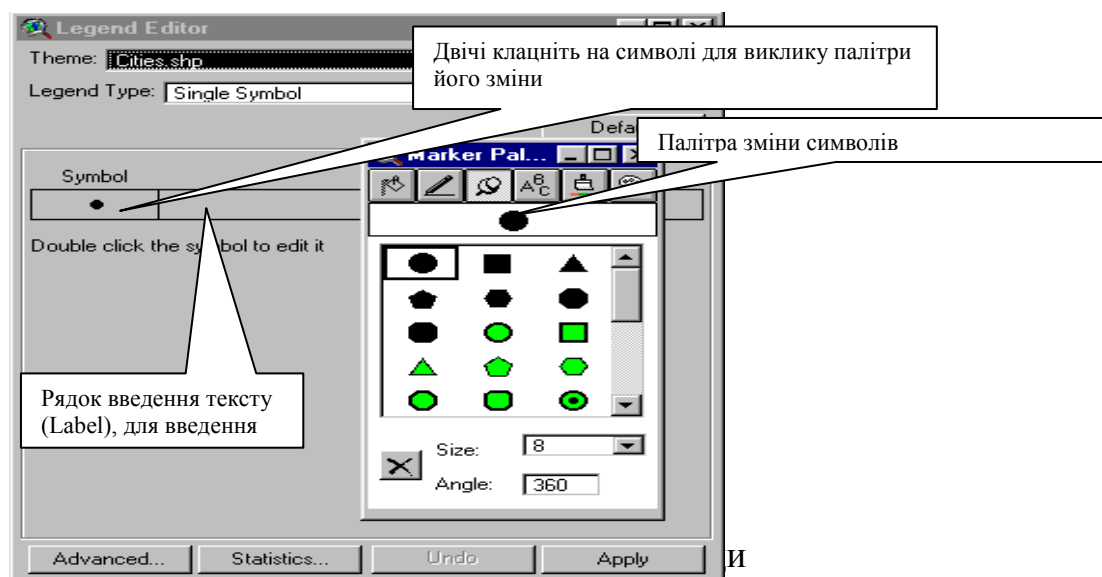 Legend Editor
Theme: Cities.shp
Legend Type: Single Symbol
Двічі клацніть на символі для виклику палітри
його зміни
Палітра зміни символів
Marker Pal...
Symbol
Double click the symbol to edit it
Рядок введення тексту
(Label), для введення
Size: 8
Angle: 360
Advanced... Statistics... Undo Apply